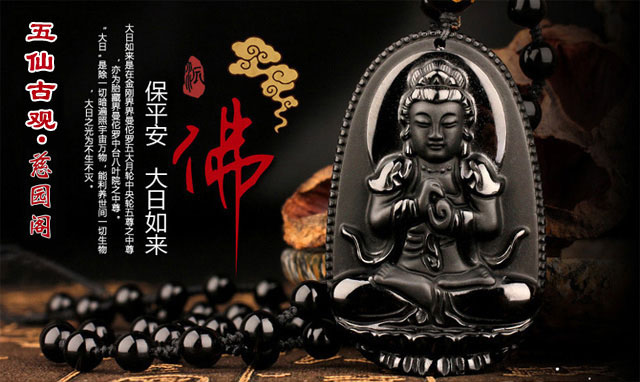 佛
保平安 大日如来
大日如来是在金刚界界曼佗罗五大月轮中央轮五尊之中尊
，亦为胎藏界曼佗罗中台八叶院之中尊。
“大日”是除一切暗遍照宇宙万物，能利养世间一切生物
，大日之光为不生不灭。
五仙古观·慈园阁